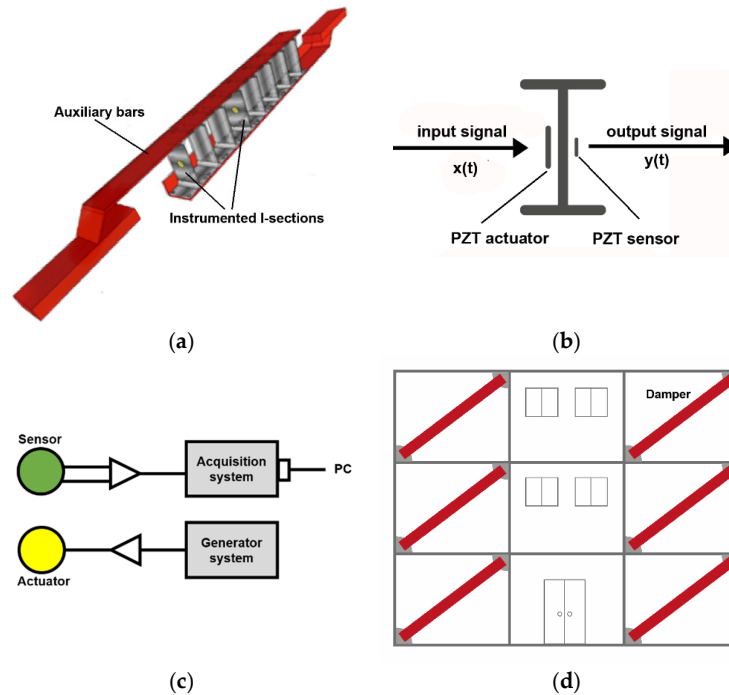 Auxiliary bars
Instrumented I-sections
(a)
input signal
x(t)
output signal
y(t)
PZT actuator
PZT sensor
(b)
Sensor
Acquisition
system
PC
Generator
system
Actuator
(c)
Damper
(d)